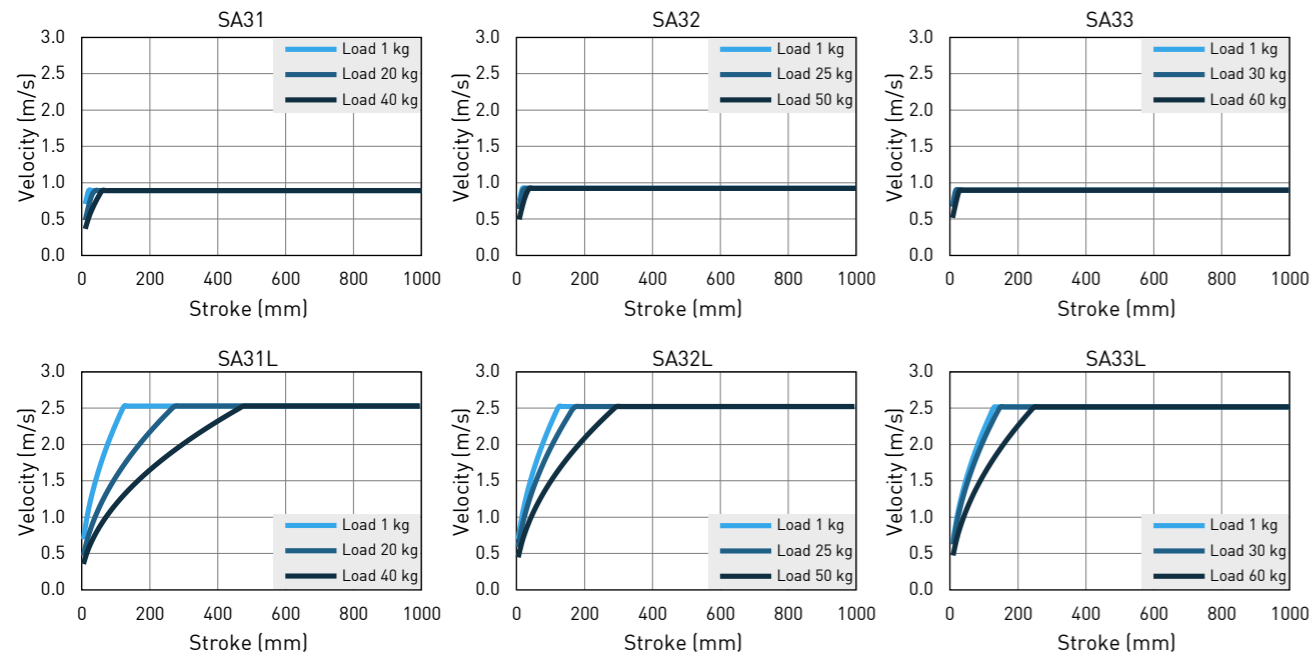 SA31
3.0
2.5
2.0
1.5
1.0
0.5
0.0
Velocity (m/s)
0 200 400 600 800 1000
Stroke (mm)
Load 1 kg
Load 20 kg
Load 40 kg
SA32
3.0
2.5
2.0
1.5
1.0
0.5
0.0
Velocity (m/s)
0 200 400 600 800 1000
Stroke (mm)
Load 1 kg
Load 25 kg
Load 50 kg
SA33
3.0
2.5
2.0
1.5
1.0
0.5
0.0
Velocity (m/s)
0 200 400 600 800 1000
Stroke (mm)
Load 1 kg
Load 30 kg
Load 60 kg
SA31L
3.0
2.5
2.0
1.5
1.0
0.5
0.0
Velocity (m/s)
0 200 400 600 800 1000
Stroke (mm)
Load 1 kg
Load 20 kg
Load 40 kg
SA32L
3.0
2.5
2.0
1.5
1.0
0.5
0.0
Velocity (m/s)
0 200 400 600 800 1000
Stroke (mm)
Load 1 kg
Load 25 kg
Load 50 kg
SA33L
3.0
2.5
2.0
1.5
1.0
0.5
0.0
Velocity (m/s)
0 200 400 600 800 1000
Stroke (mm)
Load 1 kg
Load 30 kg
Load 60 kg